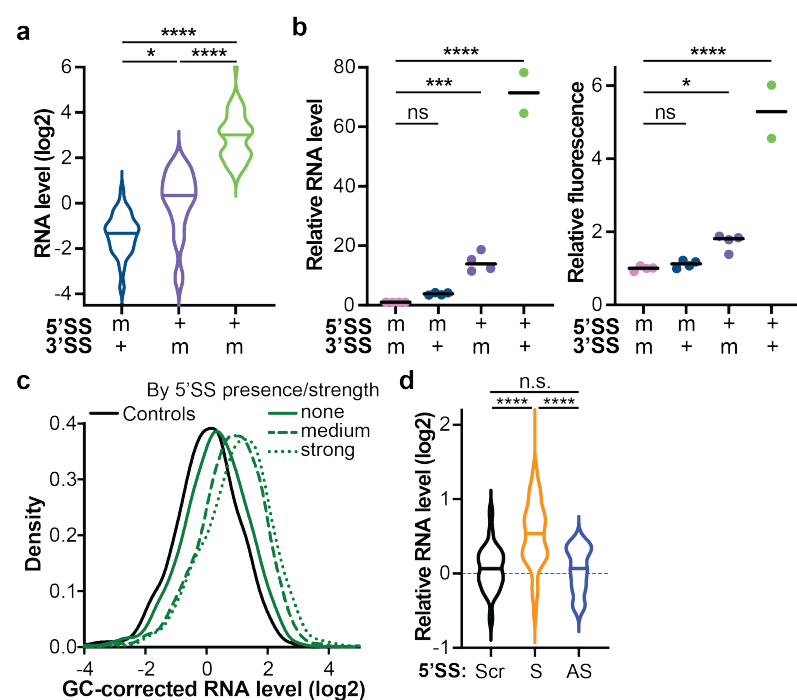 a
****
* ****
RNA level (log2)
6
4
2
0
-2
-4
5'SS m + +
3'SS + m m
b
****
***
ns
Relative RNA level
80
60
40
20
0
5'SS m m + +
3'SS m + m +
****
*
ns
Relative fluorescence
6
4
2
0
5'SS m m + +
3'SS m + m +
c
By 5'SS presence/strength
Controls
none
medium
strong
Density
0.4
0.3
0.2
0.1
0.0
-4 -2 0 2 4
GC-corrected RNA level (log2)
d
n.s.
**** ****
Relative RNA level (log2)
2
1
0
-1
5'SS: Scr S AS